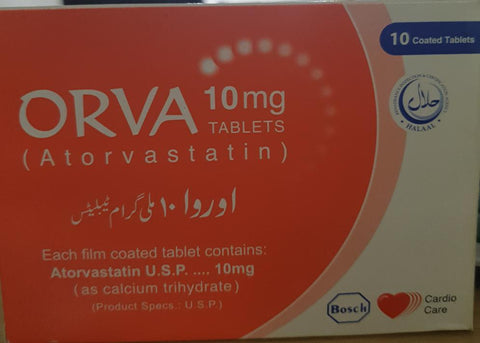 10 Coated Tablets
ORVA 10mg
TABLETS
(Atorvastatin)
اوروا ۱۰ ملی گرام ٹیبلیٹس
Each film coated tablet contains:
Atorvastatin U.S.P. .... 10mg
(as calcium trihydrate)
(Product Specs.: U.S.P.)
حلال
HALAAL
Bosch
Cardio
Care